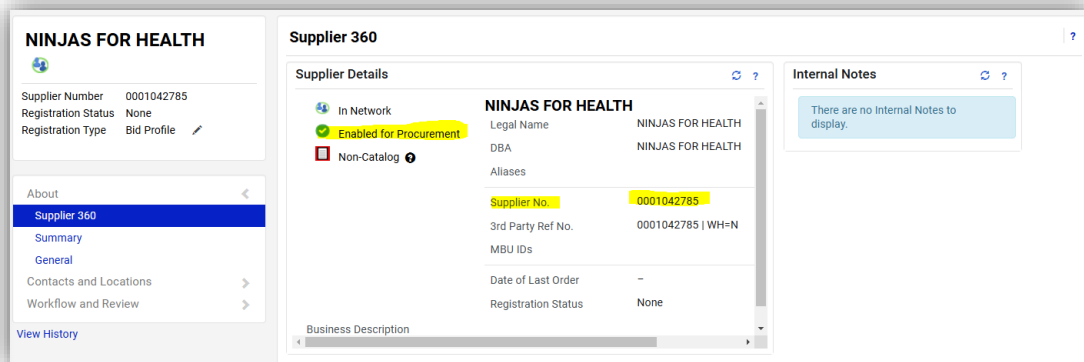 NINJAS FOR HEALTH
Supplier Number 0001042785
Registration Status None
Registration Type Bid Profile
About
Supplier 360
Summary
General
Contacts and Locations
Workflow and Review
View History
Supplier 360
?
Supplier Details
?
In Network
Enabled for Procurement
Non-Catalog ?
NINJAS FOR HEALTH
Legal Name NINJAS FOR HEALTH
DBA NINJAS FOR HEALTH
Aliases
Supplier No. 0001042785
3rd Party Ref No. 0001042785 | WH=N
MBU IDs
Date of Last Order –
Registration Status None
Business Description
Internal Notes
?
There are no Internal Notes to
display.